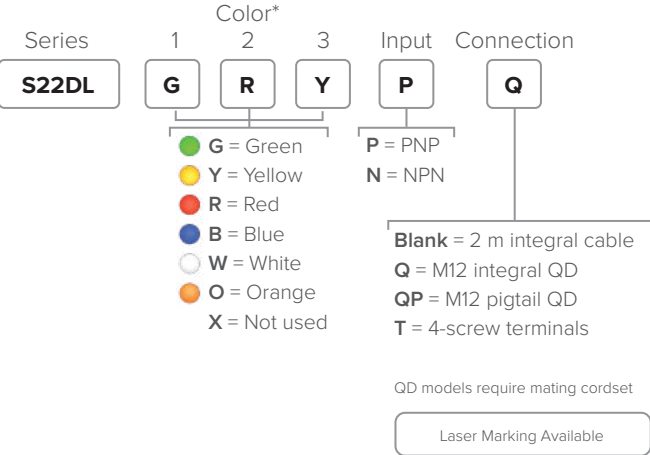 Color*
Series 1 2 3 Input Connection
S22DL G R Y P Q
G = Green
Y = Yellow
R = Red
B = Blue
W = White
O = Orange
X = Not used
P = PNP
N = NPN
Blank = 2 m integral cable
Q = M12 integral QD
QP = M12 pigtail QD
T = 4-screw terminals
QD models require mating cordset
Laser Marking Available